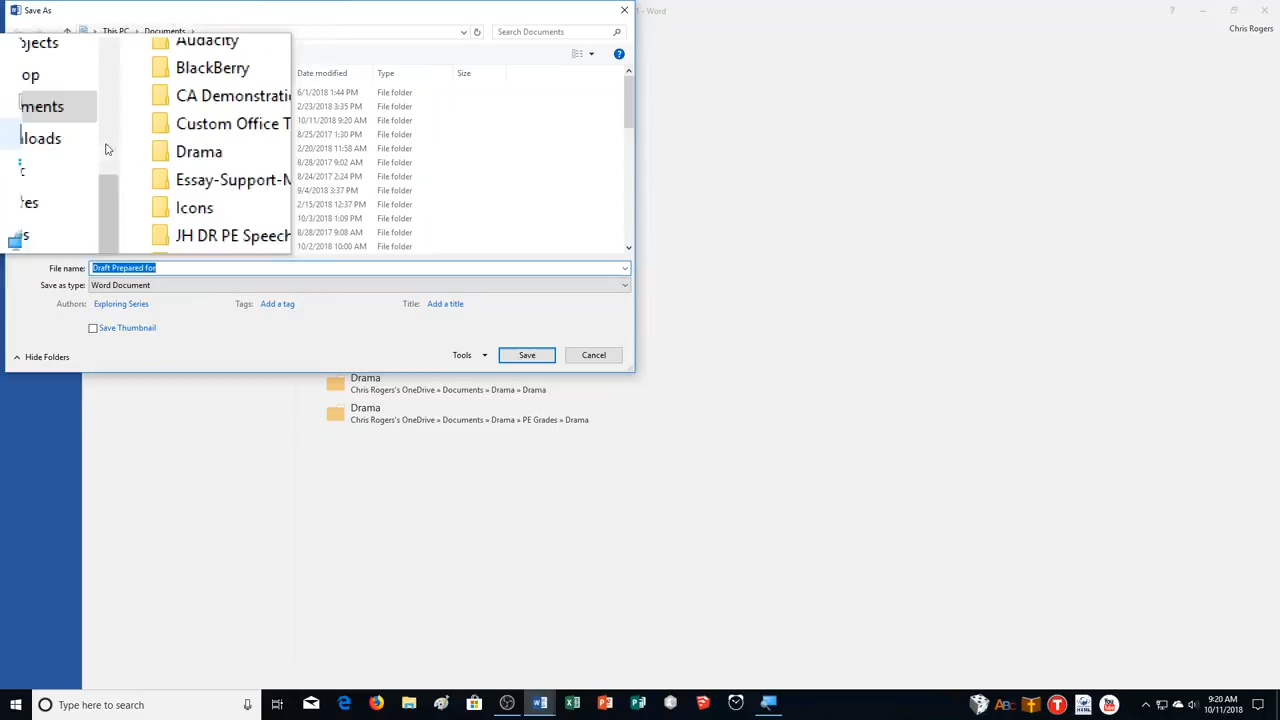 Save As
1 - Word
Chris Rogers
This PC > Documents >
Search Documents
Date modified Type Size
Audacity
BlackBerry
CA Demonstrati
Custom Office T
Drama
Essay-Support-M
Icons
JH DR PE Speech
jects
op
ments
nloads
c
s
6/1/2018 1:44 PM File folder
2/23/2018 3:35 PM File folder
10/11/2018 9:20 AM File folder
8/25/2017 1:30 PM File folder
2/20/2018 11:58 AM File folder
8/28/2017 9:02 AM File folder
8/24/2017 2:24 PM File folder
9/4/2018 3:37 PM File folder
2/15/2018 12:37 PM File folder
10/3/2018 1:09 PM File folder
8/28/2017 9:08 AM File folder
10/2/2018 10:00 AM File folder
File name: Draft Prepared for
Save as type: Word Document
Authors: Exploring Series Tags: Add a tag Title: Add a title
Save Thumbnail
Hide Folders
Tools Save Cancel
Drama
Chris Rogers's OneDrive » Documents » Drama » Drama
Drama
Chris Rogers's OneDrive » Documents » Drama » PE Grades » Drama
Type here to search
9:20 AM
10/11/2018